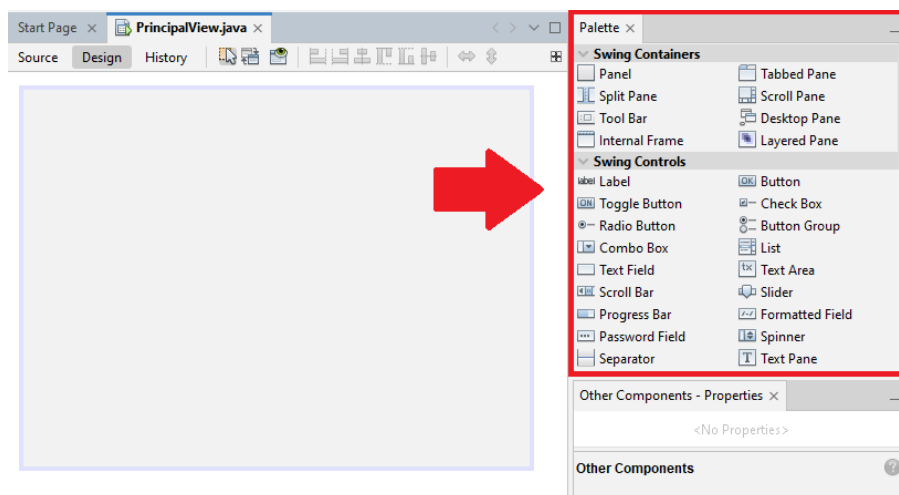 Start Page
PrincipalView.java
Palette
Source Design History
Swing Containers
Panel Tabbed Pane
Split Pane Scroll Pane
Tool Bar Desktop Pane
Internal Frame Layered Pane
Swing Controls
label Label OK Button
ON Toggle Button Check Box
Radio Button Button Group
Combo Box List
Text Field tx Text Area
Scroll Bar Slider
Progress Bar Formatted Field
Password Field Spinner
Separator T Text Pane
Other Components - Properties
<No Properties>
Other Components ?